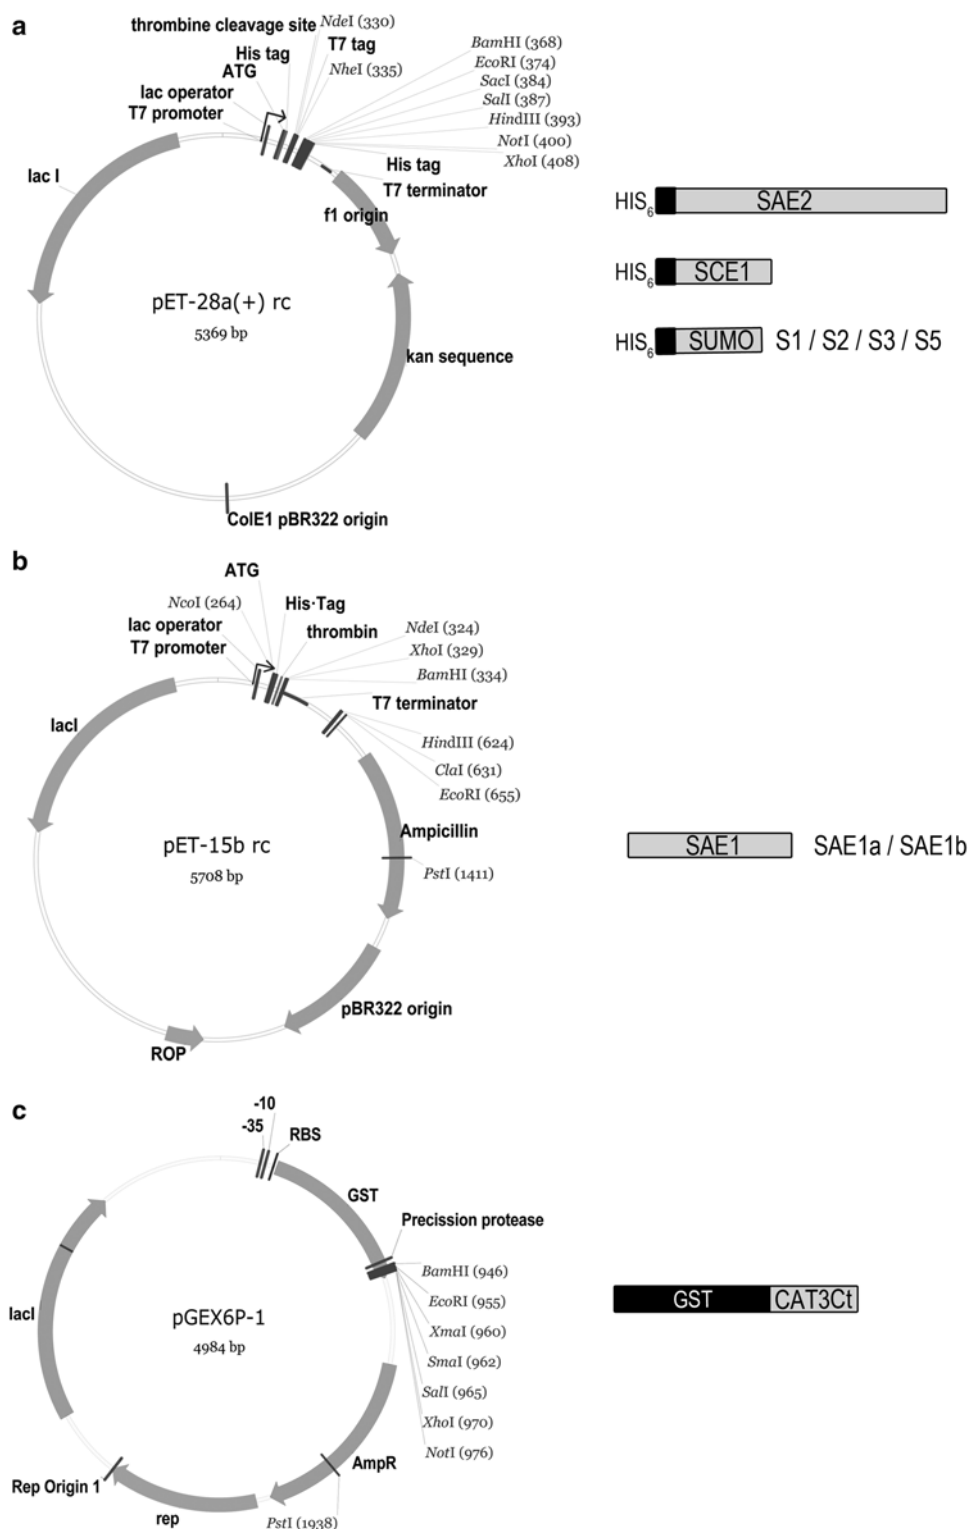 a
thrombine cleavage site
NdeI (330)
His tag
T7 tag
ATG
NheI (335)
lac operator
T7 promoter
BamHI (368)
EcoRI (374)
SacI (384)
SalI (387)
HindIII (393)
NotI (400)
XhoI (408)
His tag
T7 terminator
lac I
f1 origin
pET-28a(+) rc
5369 bp
kan sequence
ColE1 pBR322 origin
HIS6 SAE2
HIS6 SCE1
HIS6 SUMO S1 / S2 / S3 / S5
b
ATG
NcoI (264)
His·Tag
lac operator
thrombin
T7 promoter
NdeI (324)
XhoI (329)
BamHI (334)
T7 terminator
lacI
HindIII (624)
ClaI (631)
EcoRI (655)
pET-15b rc
5708 bp
Ampicillin
PstI (1411)
pBR322 origin
ROP
SAE1 SAE1a / SAE1b
c
-10
-35
RBS
GST
Precission protease
BamHI (946)
EcoRI (955)
XmaI (960)
SmaI (962)
SalI (965)
XhoI (970)
NotI (976)
lacI
pGEX6P-1
4984 bp
AmpR
Rep Origin 1
rep
PstI (1938)
GST CAT3Ct